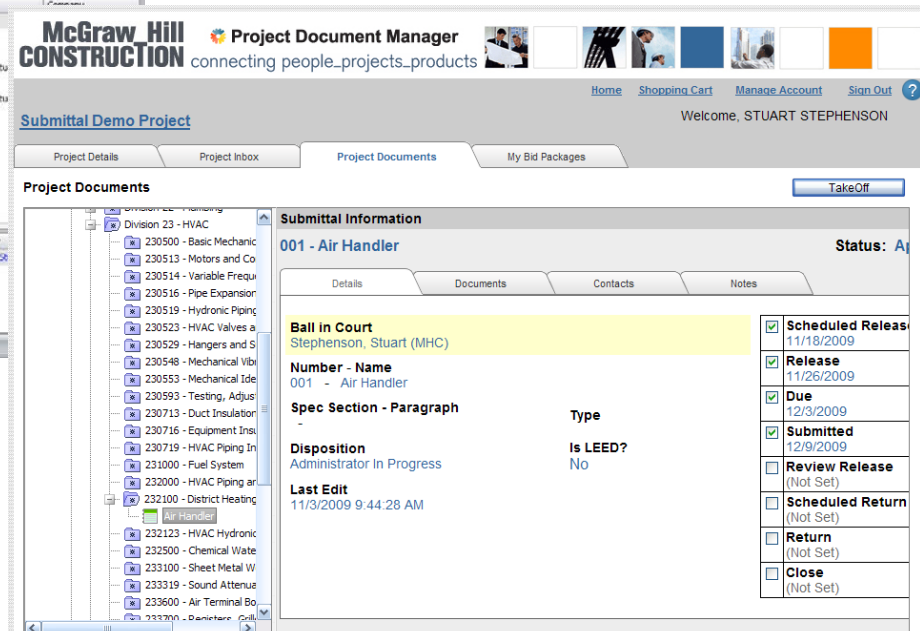 McGraw_Hill
CONSTRUCTION
Project Document Manager
connecting people_projects_products
Home Shopping Cart Manage Account Sign Out ?
Submittal Demo Project
Welcome, STUART STEPHENSON
Project Details Project Inbox Project Documents My Bid Packages
Project Documents
TakeOff
Division 23 - HVAC
230500 - Basic Mechanic
230513 - Motors and Co
230514 - Variable Freque
230516 - Pipe Expansion
230519 - Hydronic Piping
230523 - HVAC Valves a
230529 - Hangers and S
230548 - Mechanical Vib
230553 - Mechanical Ide
230593 - Testing, Adjus
230713 - Duct Insulation
230716 - Equipment Insu
230719 - HVAC Piping In
231000 - Fuel System
232000 - HVAC Piping an
232100 - District Heating
Air Handler
232123 - HVAC Hydronic
232500 - Chemical Wate
233100 - Sheet Metal W
233319 - Sound Attenua
233600 - Air Terminal Bo
233700 - Registers, Grill
Submittal Information
001 - Air Handler
Status: Ap
Details Documents Contacts Notes
Ball in Court
Stephenson, Stuart (MHC)
Number - Name
001 - Air Handler
Spec Section - Paragraph
-
Type
Disposition
Administrator In Progress
Is LEED?
No
Last Edit
11/3/2009 9:44:28 AM
Scheduled Release
11/18/2009
Release
11/26/2009
Due
12/3/2009
Submitted
12/9/2009
Review Release
(Not Set)
Scheduled Return
(Not Set)
Return
(Not Set)
Close
(Not Set)